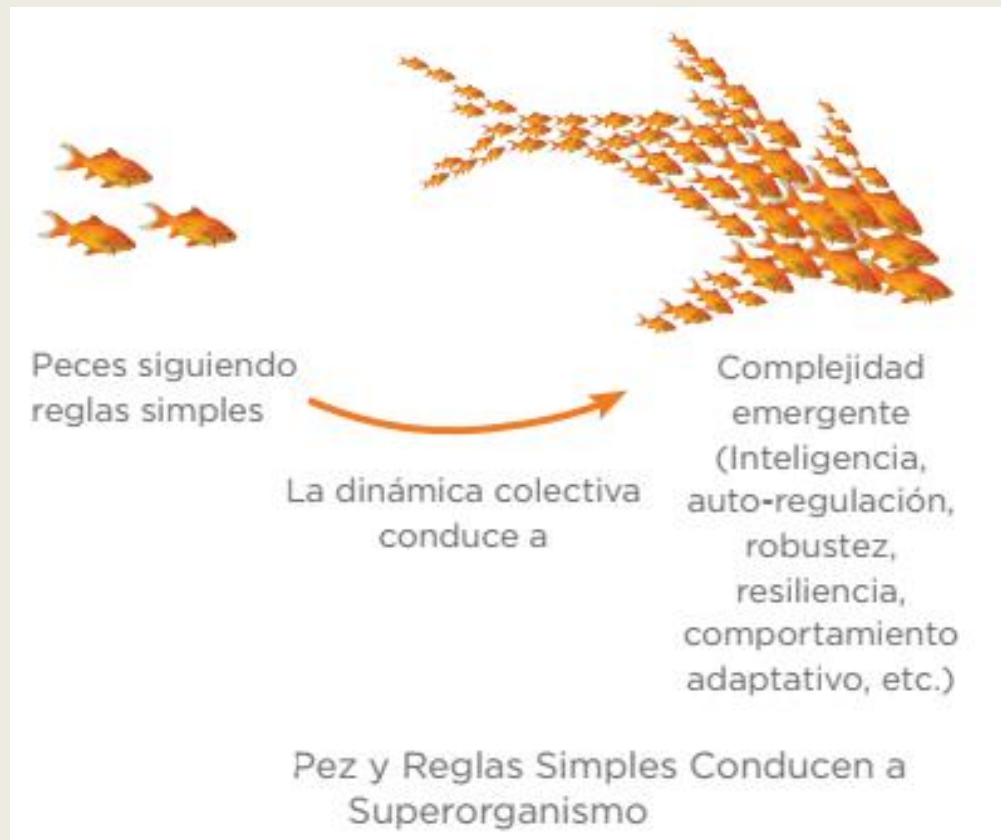 Peces siguiendo
reglas simples
La dinámica colectiva
conduce a
Complejidad
emergente
(Inteligencia,
auto-regulación,
robustez,
resiliencia,
comportamiento
adaptativo, etc.)
Pez y Reglas Simples Conducen a
Superorganismo